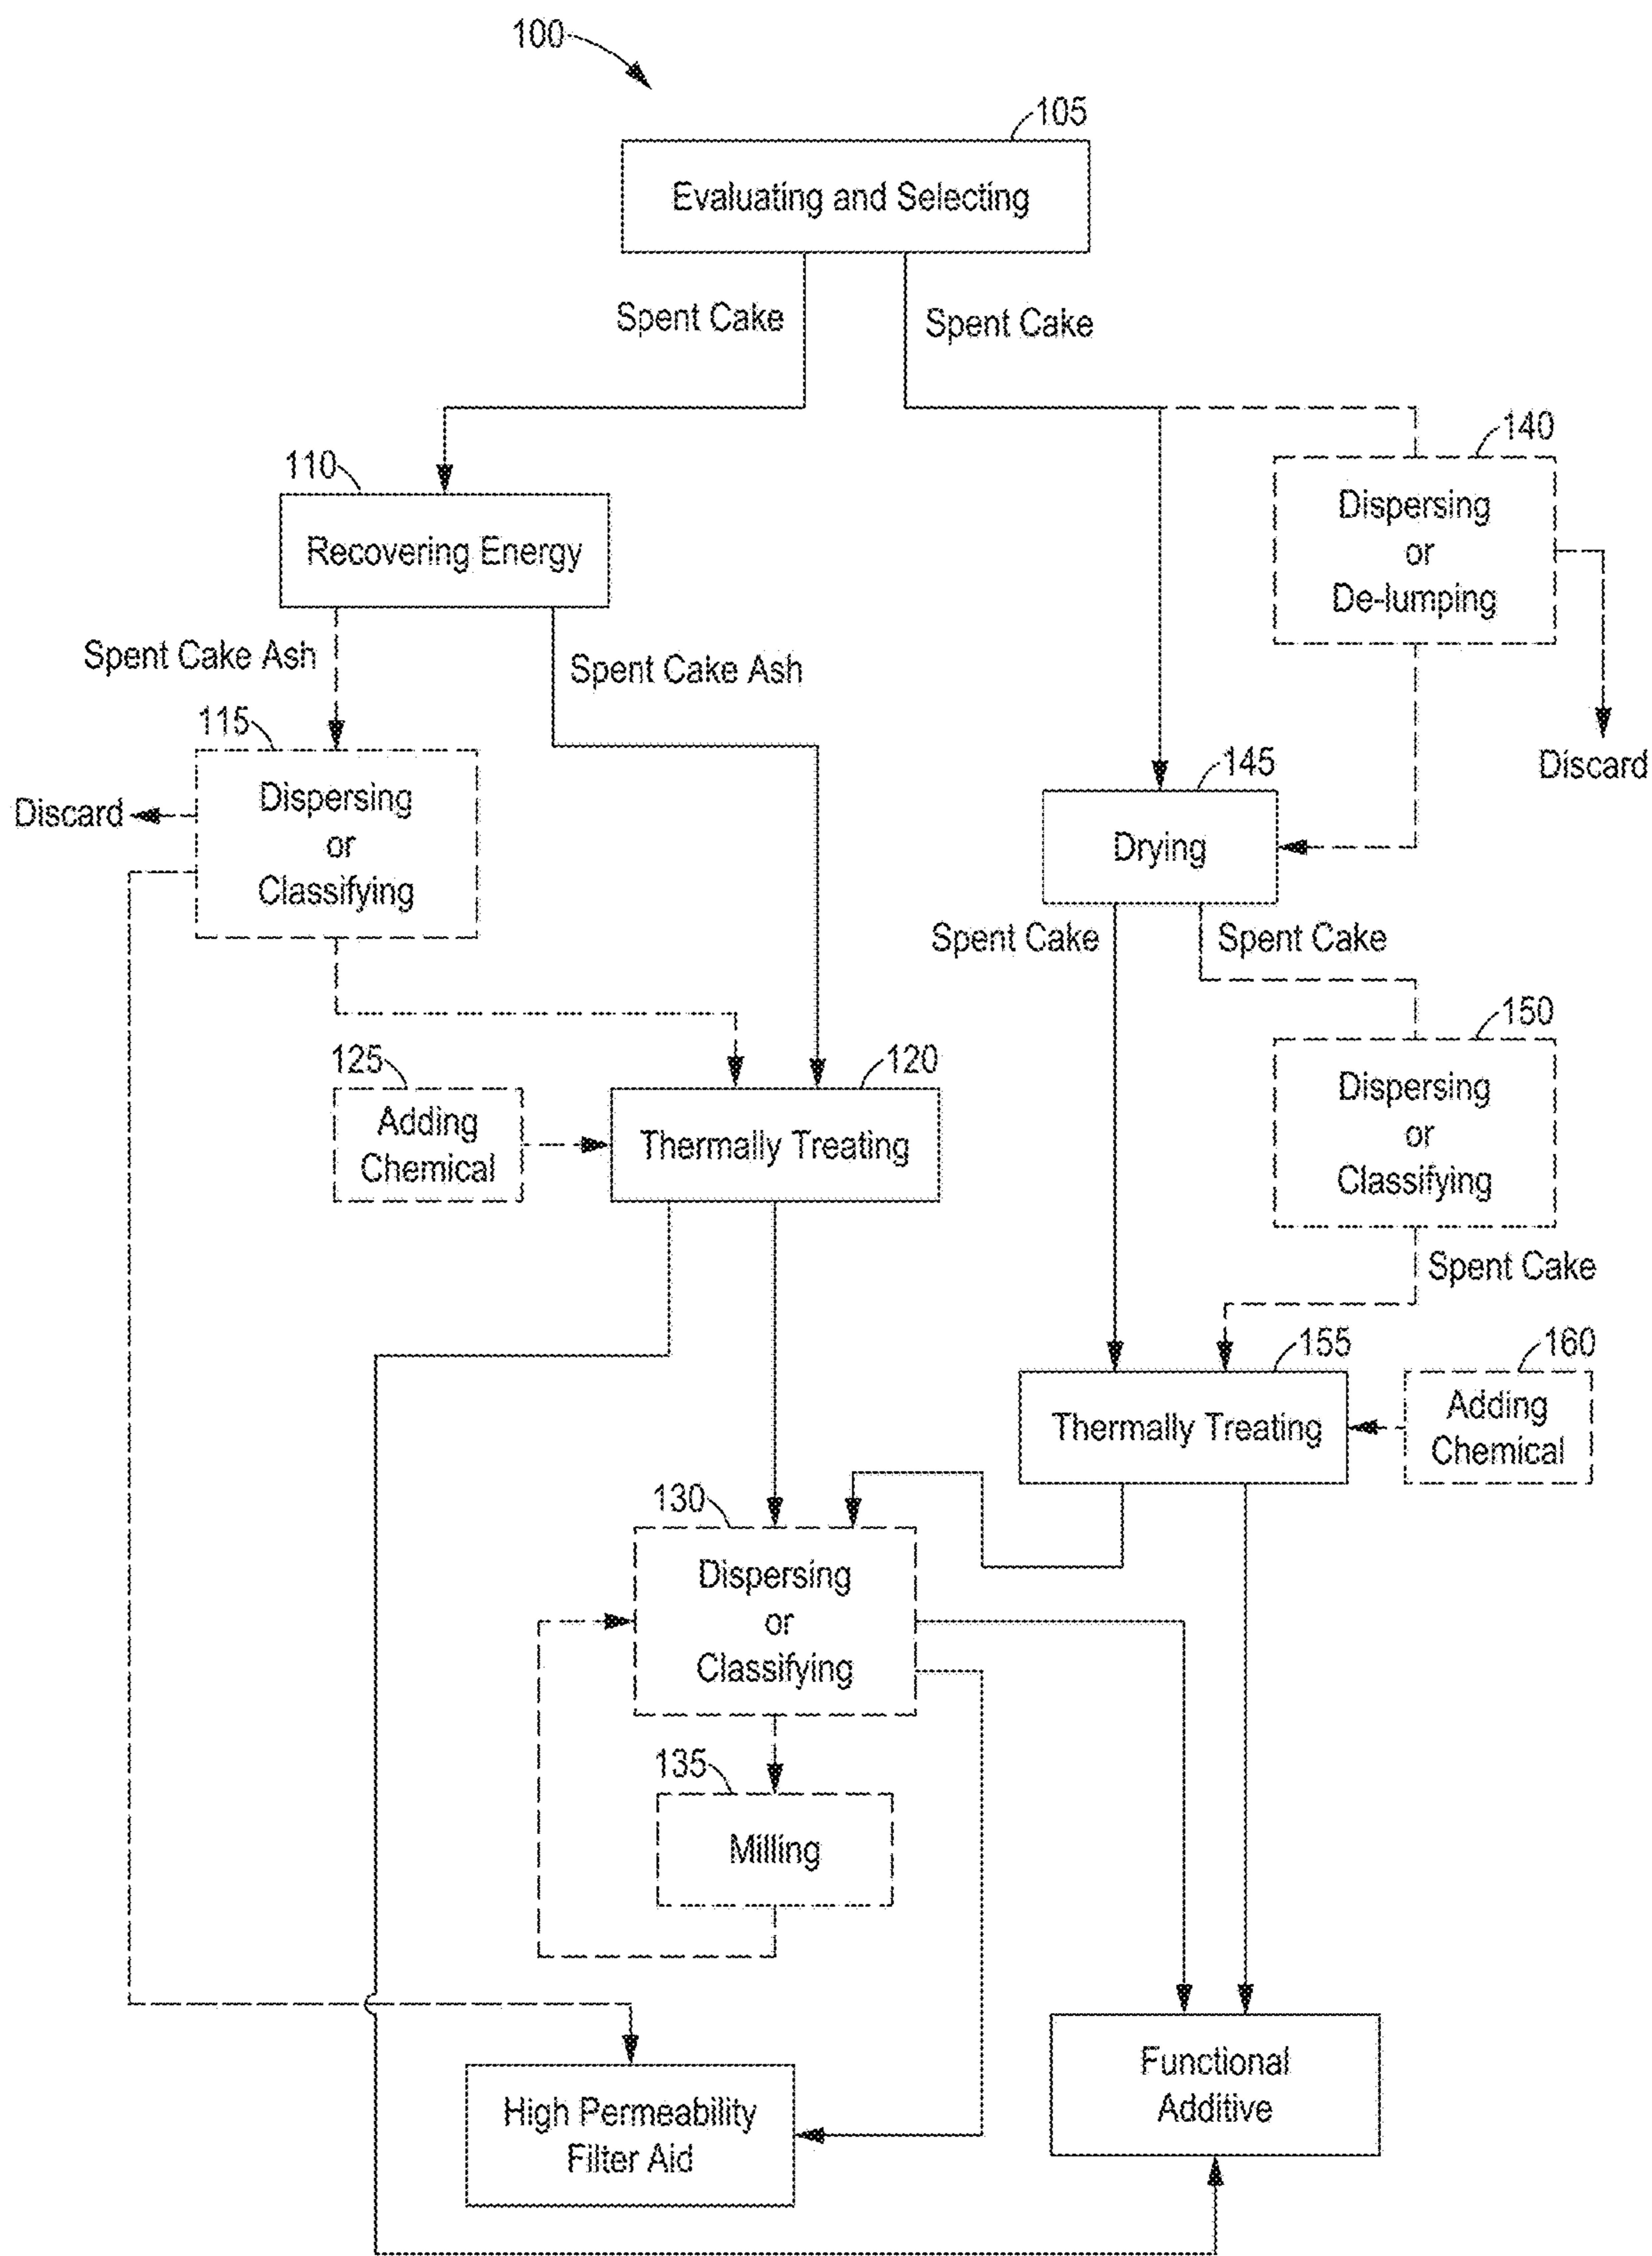 100
105
Evaluating and Selecting
Spent Cake
Spent Cake
140
110
Dispersing
or
De-lumping
Recovering Energy
Spent Cake Ash
Spent Cake Ash
115
145
Discard
Dispersing
or
Classifying
Discard
Drying
Spent Cake
Spent Cake
150
125
120
Dispersing
or
Classifying
Adding
Chemical
Thermally Treating
Spent Cake
155
160
Thermally Treating
Adding
Chemical
130
Dispersing
or
Classifying
135
Milling
Functional
Additive
High Permeability
Filter Aid